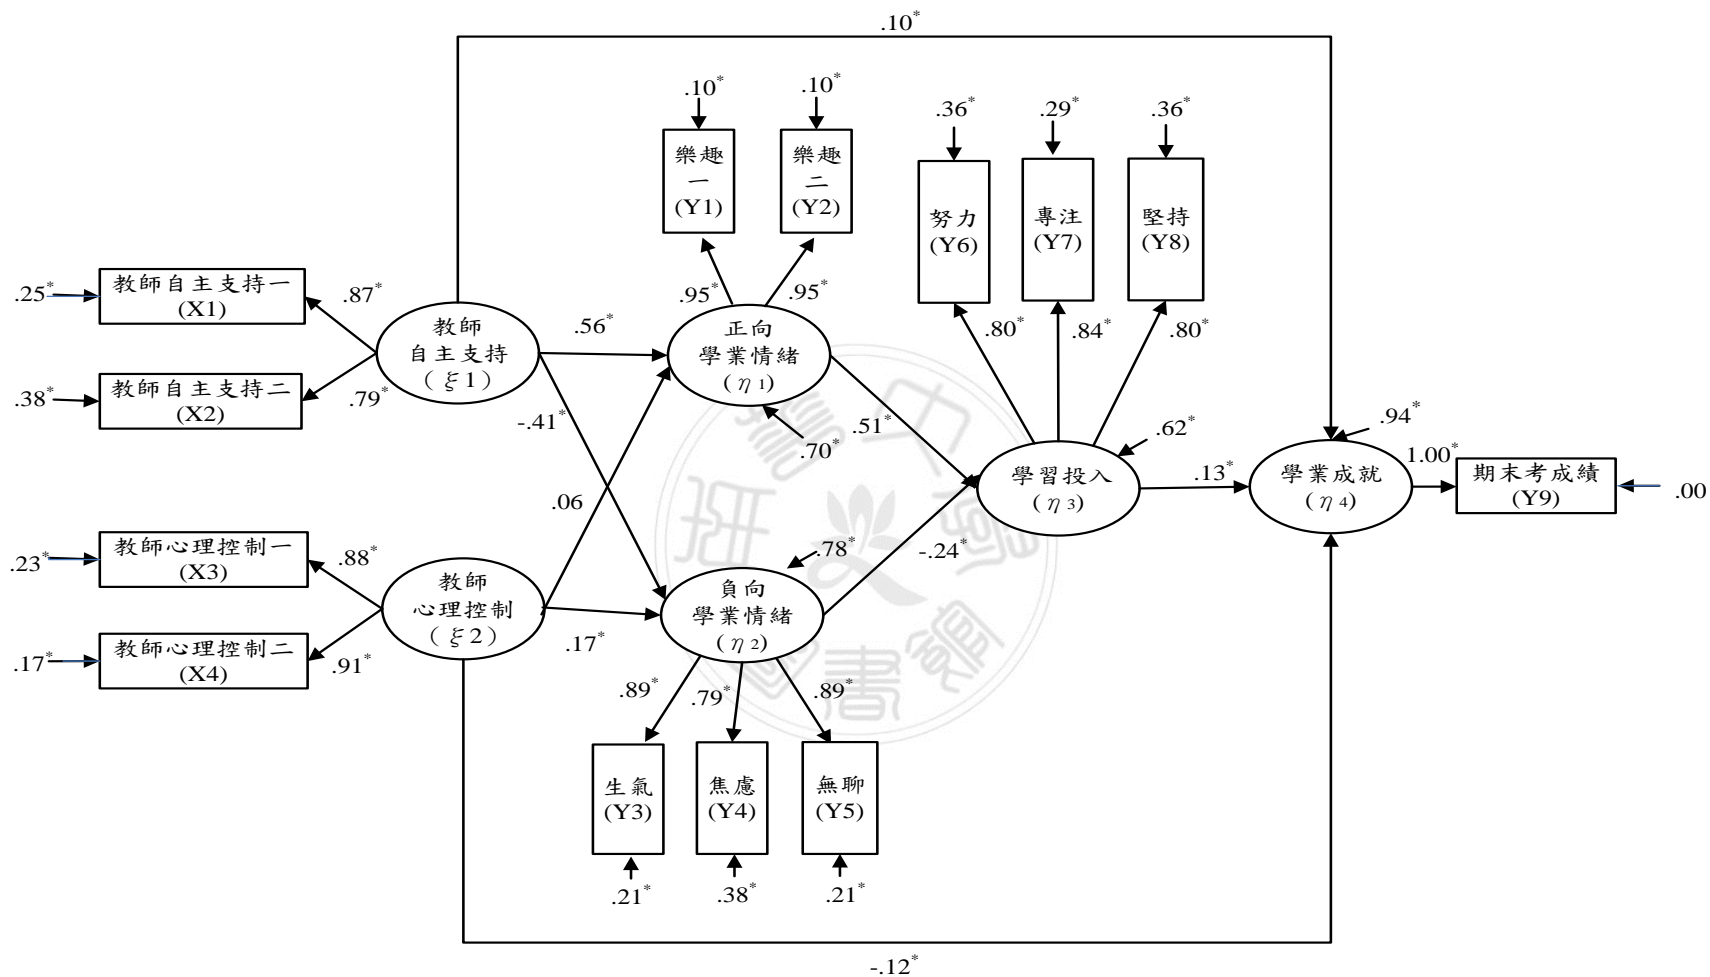 .10*
.10*
.10*
.36*
.29*
.36*
樂趣
一
(Y1)
樂趣
二
(Y2)
努力
(Y6)
專注
(Y7)
堅持
(Y8)
.25*
教師自主支持一
(X1)
.87*
.38*
教師自主支持二
(X2)
.79*
教師
自主支持
(ξ1)
.56*
-.41*
.95*
.95*
正向
學業情緒
(η1)
.70*
.51*
.80*
.84*
.80*
.62*
學習投入
(η3)
.13*
.94*
學業成就
(η4)
1.00*
期末考成績
(Y9)
.00
.06
.23*
教師心理控制一
(X3)
.88*
.17*
教師心理控制二
(X4)
.91*
教師
心理控制
(ξ2)
.17*
.78*
負向
學業情緒
(η2)
-.24*
.89*
.79*
.89*
生氣
(Y3)
焦慮
(Y4)
無聊
(Y5)
.21*
.38*
.21*
-.12*